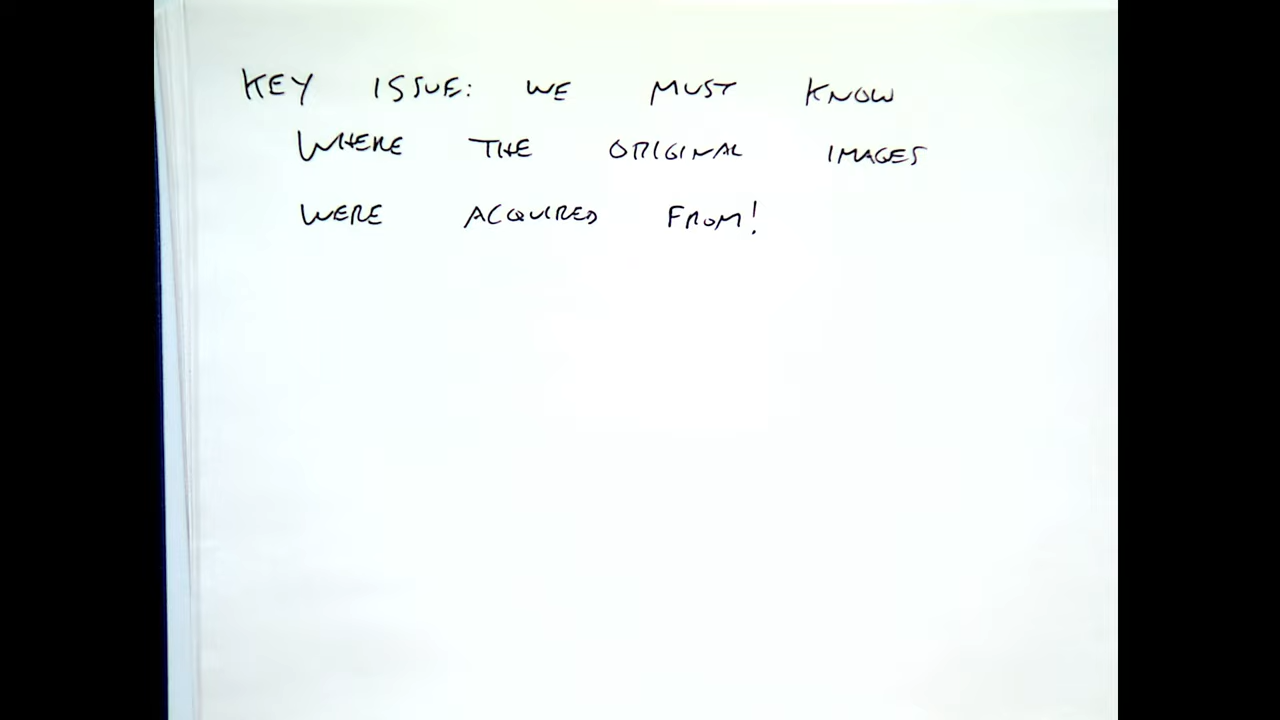 KEY ISSUE: WE MUST KNOW
WHERE THE ORIGINAL IMAGES
WERE ACQUIRED FROM!